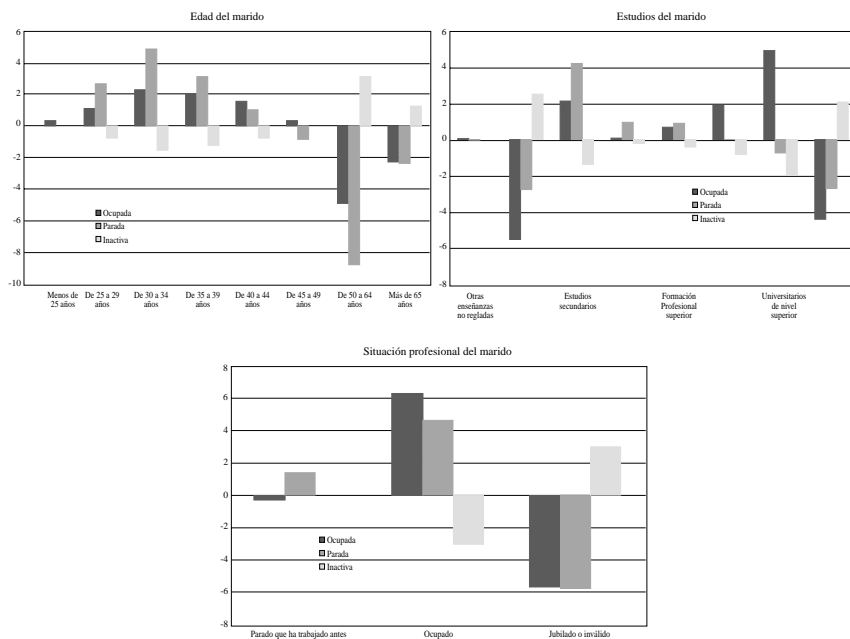 Edad del marido
6
4
2
0
-2
-4
-6
-8
-10
Ocupada
Parada
Inactiva
Menos de
25 años
De 25 a 29
años
De 30 a 34
años
De 35 a 39
años
De 40 a 44
años
De 45 a 49
años
De 50 a 64
años
Más de 65
años
Estudios del marido
6
4
2
0
-2
-4
-6
-8
Ocupada
Parada
Inactiva
Otras
enseñanzas
no regladas
Estudios
secundarios
Formación
Profesional
superior
Universitarios
de nivel
superior
Situación profesional del marido
8
6
4
2
0
-2
-4
-6
-8
Ocupada
Parada
Inactiva
Parado que ha trabajado antes
Ocupado
Jubilado o inválido